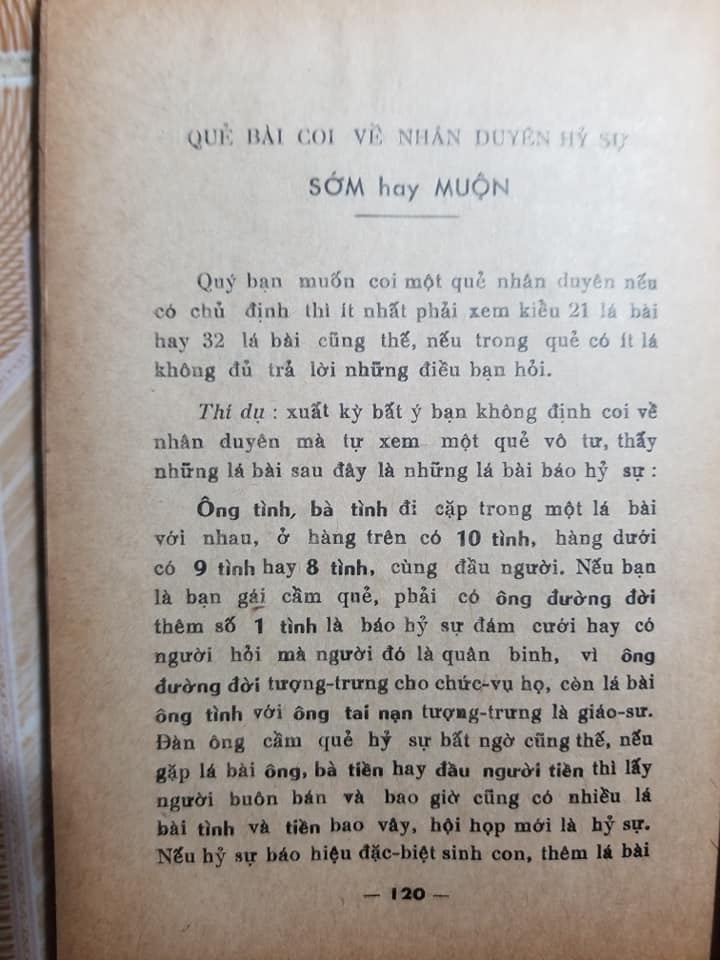 QUẺ BÀI COI VỀ NHÂN DUYÊN HỶ SỰ
SỚM hay MUỘN
Quý bạn muốn coi một quẻ nhân duyên nếu
có chủ định thì ít nhất phải xem kiểu 21 lá bài
hay 32 lá bài cũng thế, nếu trong quẻ có ít lá
không đủ trả lời những điều bạn hỏi.
Thí dụ : xuất kỳ bất ý bạn không định coi về
nhân duyên mà tự xem một quẻ vô tư, thấy
những lá bài sau đây là những lá bài báo hỷ sự :
Ông tình, bà tình đi cặp trong một lá bài
với nhau, ở hàng trên có 10 tình, hàng dưới
có 9 tình hay 8 tình, cùng đầu người. Nếu bạn
là bạn gái cầm quẻ, phải có ông đường đời
thêm số 1 tình là báo hỷ sự đám cưới hay có
người hỏi mà người đó là quân binh, vì ông
đường đời tượng-trưng cho chức-vụ họ, còn lá bài
ông tình với ông tai nạn tượng-trưng là giáo-sư.
Đàn ông cầm quẻ hỷ sự bất ngờ cũng thế, nếu
gặp lá bài ông, bà tiền hay đầu người tiền thì lấy
người buôn bán và bao giờ cũng có nhiều lá
bài tình và tiền bao vây, hội họp mới là hỷ sự.
Nếu hỷ sự báo hiệu đặc-biệt sinh con, thêm lá bài
— 120 —